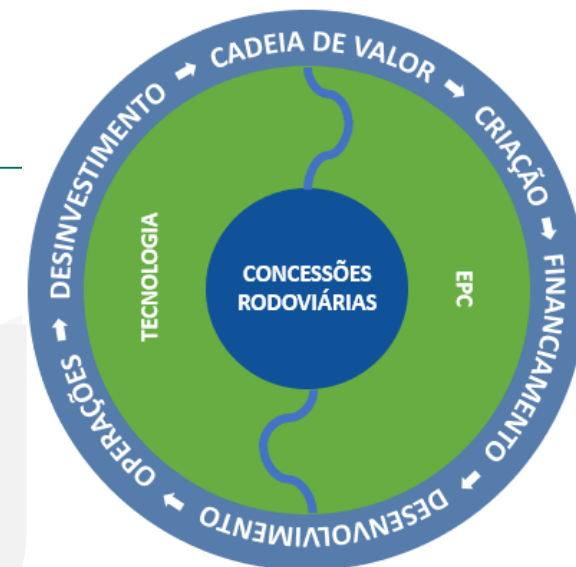 CADEIA DE VALOR
CRIAÇÃO
FINANCIAMENTO
DESENVOLVIMENTO
OPERAÇÕES
DESINVESTIMENTO
TECNOLOGIA
CONCESSÕES
RODOVIÁRIAS
EPC